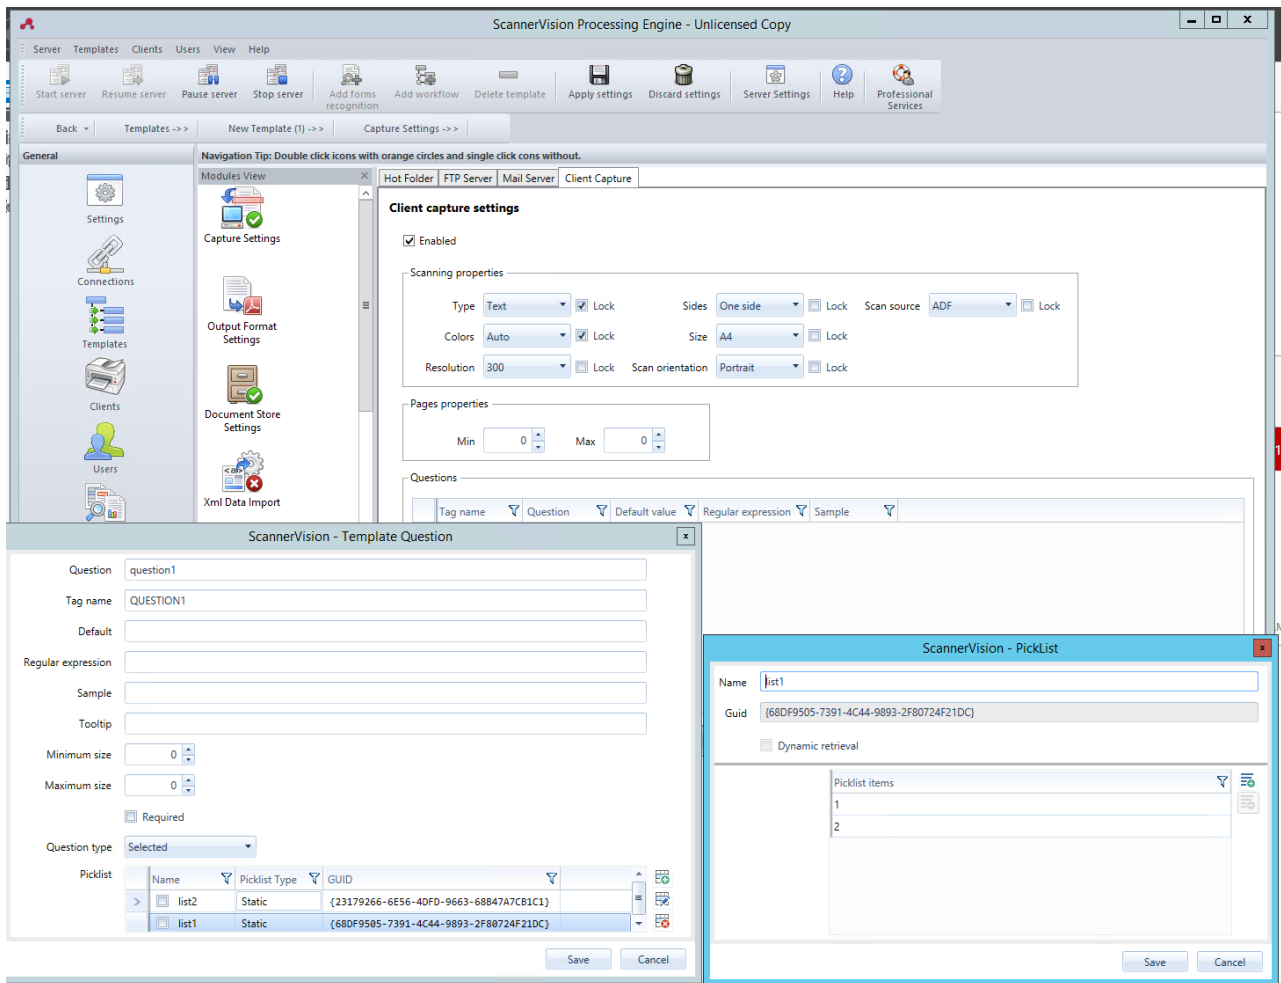 ScannerVision Processing Engine - Unlicensed Copy
Server Templates Clients Users View Help
Start server Resume server Pause server Stop server Add forms recognition Add workflow Delete template Apply settings Discard settings Server Settings Help Professional Services
Back Templates ->> New Template (1) ->> Capture Settings ->>
General
Navigation Tip: Double click icons with orange circles and single click cons without.
Settings
Connections
Templates
Clients
Users
Modules View
Capture Settings
Output Format
Settings
Document Store
Settings
Xml Data Import
Hot Folder FTP Server Mail Server Client Capture
Client capture settings
Enabled
Scanning properties
Type Text Lock Sides One side Lock Scan source ADF Lock
Colors Auto Lock Size A4 Lock
Resolution 300 Lock Scan orientation Portrait Lock
Pages properties
Min 0 Max 0
Questions
Tag name Question Default value Regular expression Sample
ScannerVision - Template Question
Question question1
Tag name QUESTION1
Default
Regular expression
Sample
Tooltip
Minimum size 0
Maximum size 0
Required
Question type Selected
Picklist
Name Picklist Type GUID
list2 Static {23179266-6E56-4DFD-9663-68B47A7CB1C1}
list1 Static {68DF9505-7391-4C44-9893-2F80724F21DC}
Save Cancel
ScannerVision - PickList
Name list1
Guid {68DF9505-7391-4C44-9893-2F80724F21DC}
Dynamic retrieval
Picklist items
1
2
Save Cancel